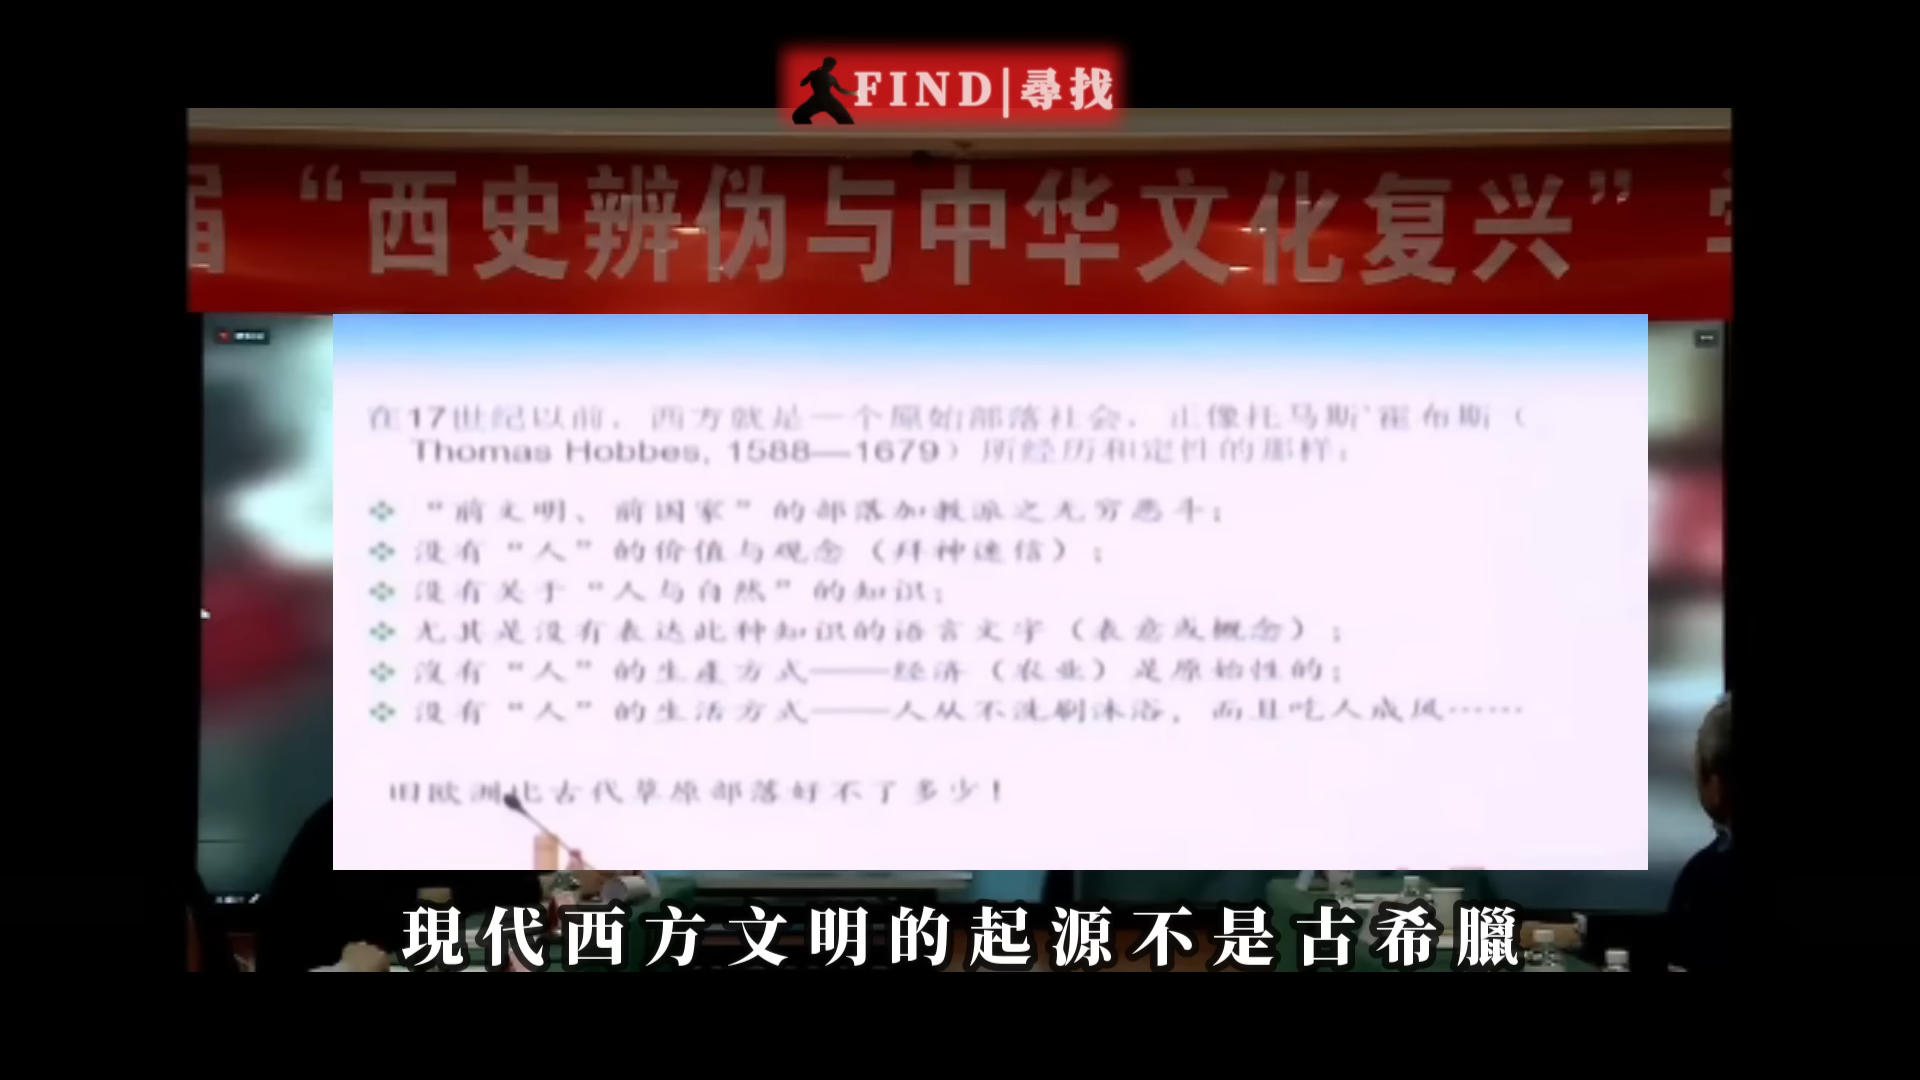 FIND|尋找
届 “西史辨伪与中华文化复兴” 学
在17世纪以前，西方就是一个原始部落社会，正像托马斯·霍布斯（
Thomas Hobbes, 1588—1679）所经历和定性的那样：
“前文明、前国家”的部落加教派之无穷恶斗；
没有“人”的价值与观念（拜神迷信）；
没有关于“人与自然”的知识；
尤其是没有表达此种知识的语言文字（表意或概念）；
沒有“人”的生產方式——经济（农业）是原始性的；
没有“人”的生活方式——人从不洗刷沐浴，而且吃人成风……
旧欧洲比古代草原部落好不了多少！
現代西方文明的起源不是古希臘